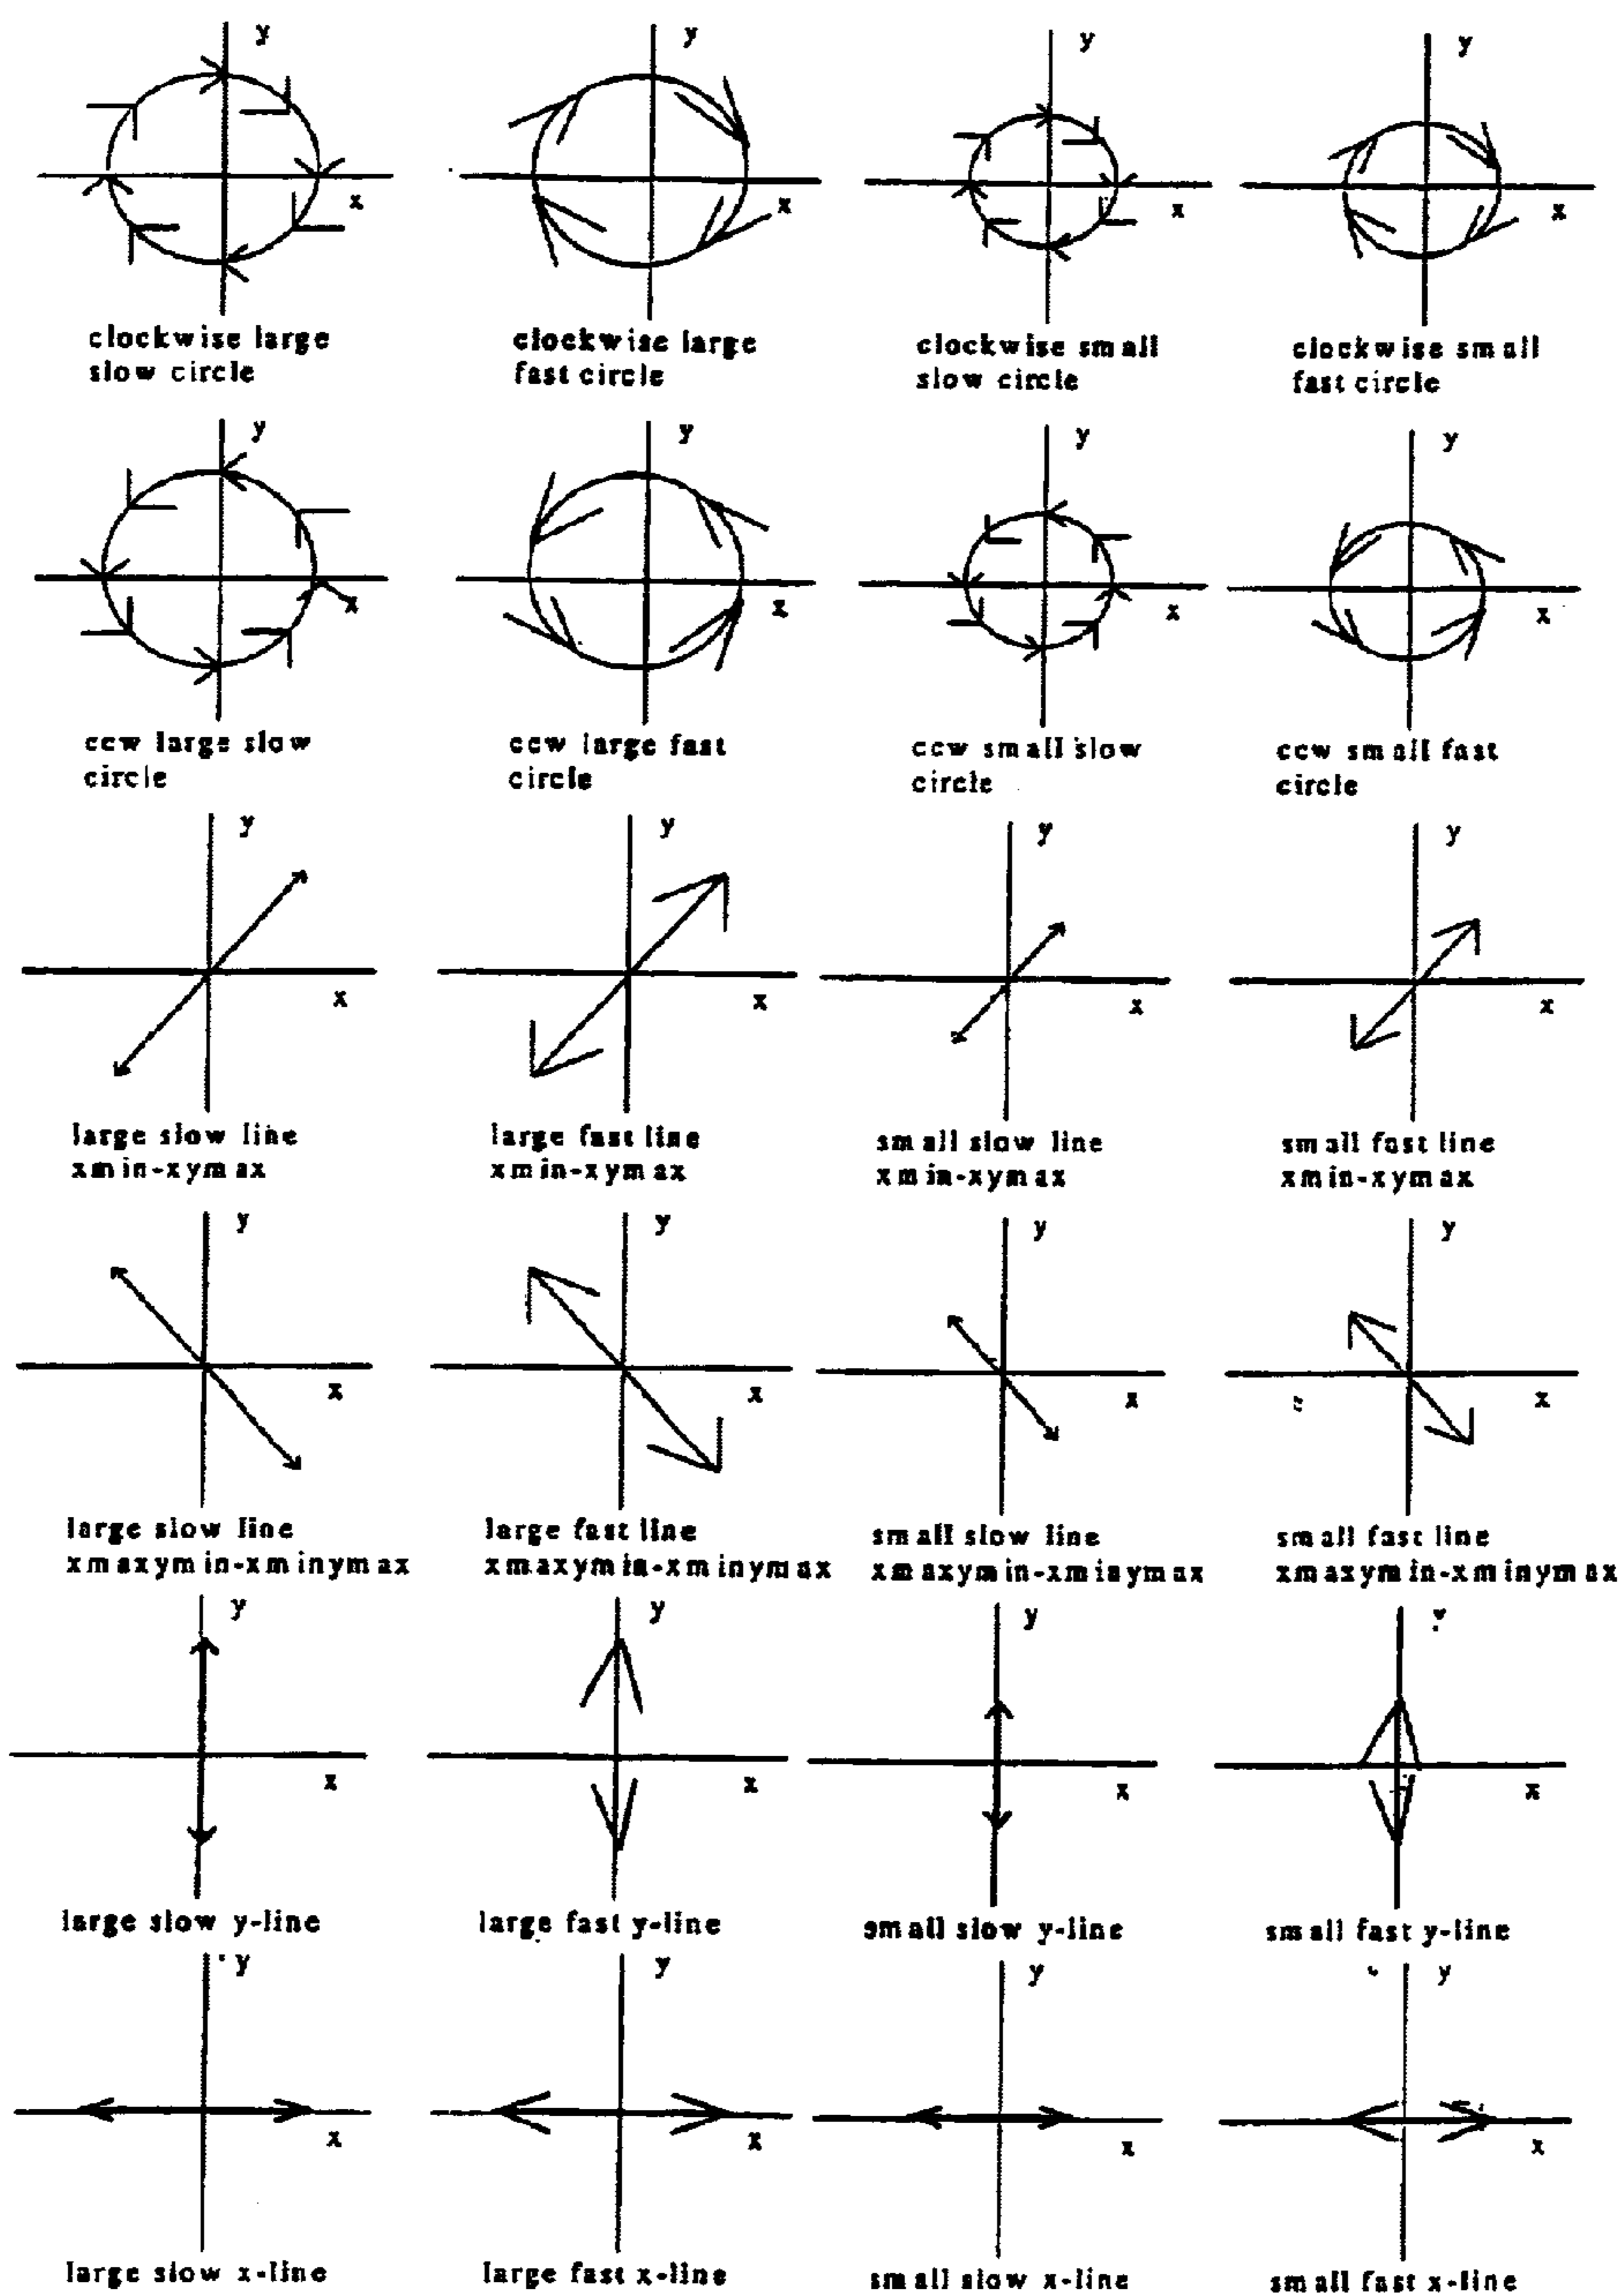 y y y y
x x x x
clockwise large
slow circle
clockwise large
fast circle
clockwise small
slow circle
clockwise small
fast circle
y y y y
x x x x
ccw large slow
circle
ccw large fast
circle
ccw small slow
circle
ccw small fast
circle
y y y y
x x x x
large slow line
xmin-xymax
large fast line
xmin-xymax
small slow line
xmin-xymax
small fast line
xmin-xymax
y y y y
x x x x
large slow line
xmaxymin-xminymax
large fast line
xmaxymin-xminymax
small slow line
xmaxymin-xminymax
small fast line
xmaxymin-xminymax
y y y y
x x x x
large slow y-line
large fast y-line
small slow y-line
small fast y-line
y y y y
x x x x
large slow x-line
large fast x-line
small slow x-line
small fast x-line